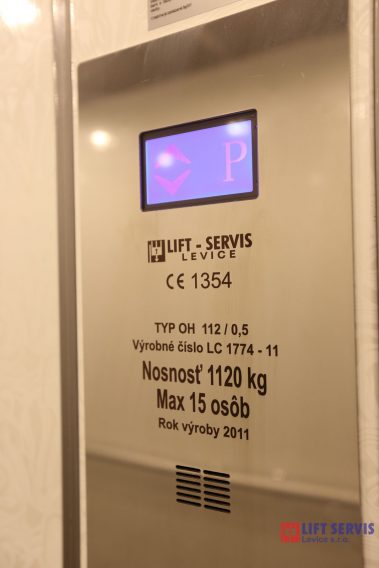 P
LIFT - SERVIS
LEVICE
CE 1354
TYP OH 112 / 0,5
Výrobné číslo LC 1774 - 11
Nosnosť 1120 kg
Max 15 osôb
Rok výroby 2011
LIFT SERVIS
Levice s.r.o.